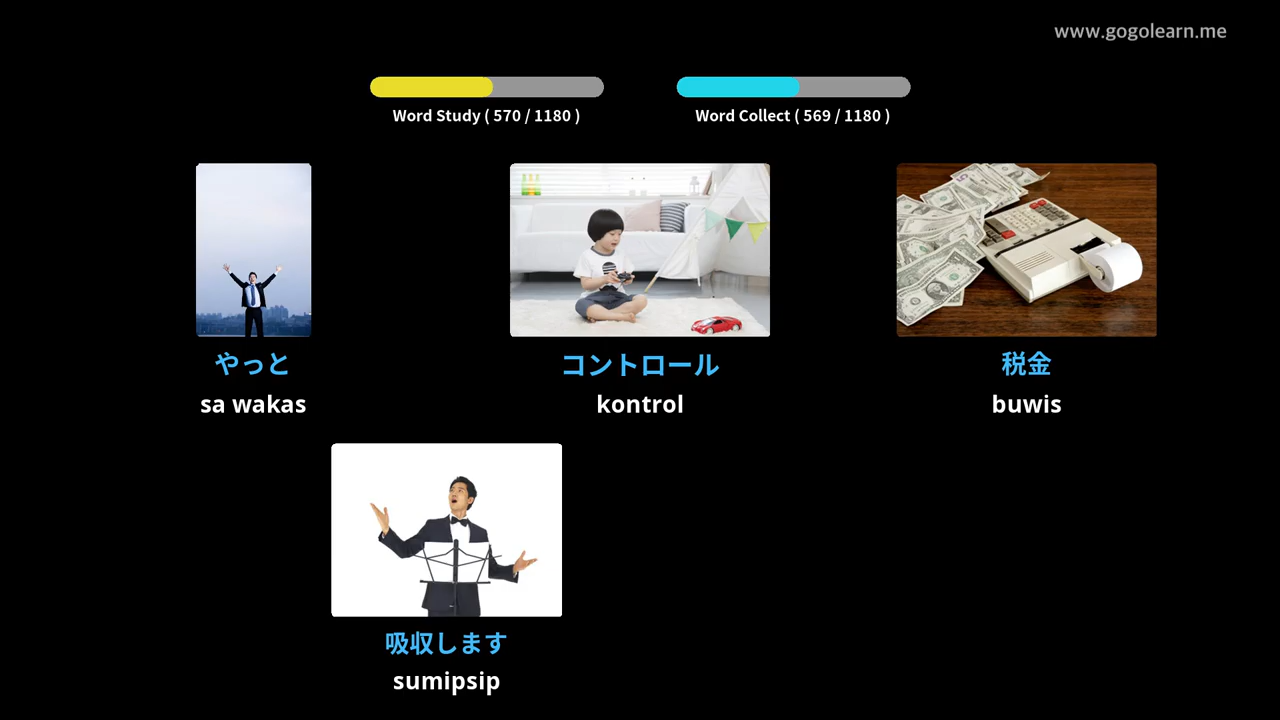 www.gogolearn.me
Word Study ( 570 / 1180 )
Word Collect ( 569 / 1180 )
やっと
sa wakas
コントロール
kontrol
税金
buwis
吸収します
sumipsip